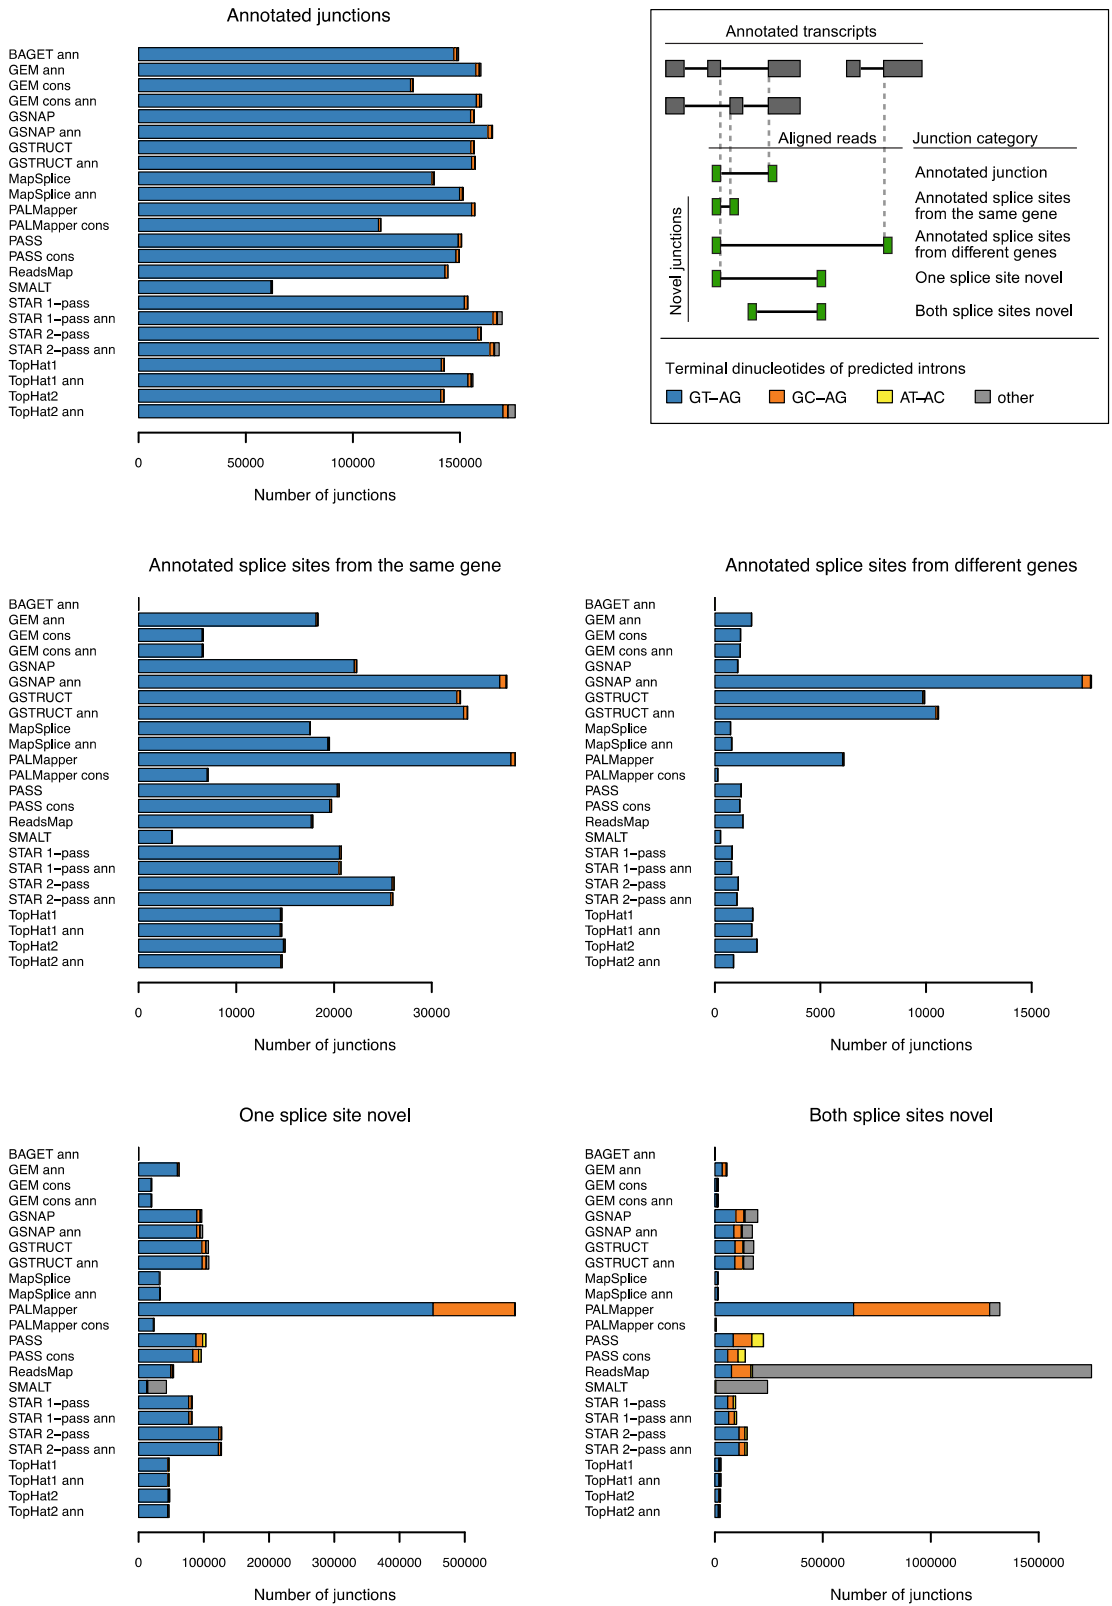 Annotated junctions
BAGET ann
GEM ann
GEM cons
GEM cons ann
GSNAP
GSNAP ann
GSTRUCT
GSTRUCT ann
MapSplice
MapSplice ann
PALMapper
PALMapper cons
PASS
PASS cons
ReadsMap
SMALT
STAR 1–pass
STAR 1–pass ann
STAR 2–pass
STAR 2–pass ann
TopHat1
TopHat1 ann
TopHat2
TopHat2 ann
0 50000 100000 150000
Number of junctions
Annotated transcripts
Aligned reads Junction category
Novel junctions
Annotated junction
Annotated splice sites
from the same gene
Annotated splice sites
from different genes
One splice site novel
Both splice sites novel
Terminal dinucleotides of predicted introns
GT–AG GC–AG AT–AC other
Annotated splice sites from the same gene
BAGET ann
GEM ann
GEM cons
GEM cons ann
GSNAP
GSNAP ann
GSTRUCT
GSTRUCT ann
MapSplice
MapSplice ann
PALMapper
PALMapper cons
PASS
PASS cons
ReadsMap
SMALT
STAR 1–pass
STAR 1–pass ann
STAR 2–pass
STAR 2–pass ann
TopHat1
TopHat1 ann
TopHat2
TopHat2 ann
0 10000 20000 30000
Number of junctions
Annotated splice sites from different genes
BAGET ann
GEM ann
GEM cons
GEM cons ann
GSNAP
GSNAP ann
GSTRUCT
GSTRUCT ann
MapSplice
MapSplice ann
PALMapper
PALMapper cons
PASS
PASS cons
ReadsMap
SMALT
STAR 1–pass
STAR 1–pass ann
STAR 2–pass
STAR 2–pass ann
TopHat1
TopHat1 ann
TopHat2
TopHat2 ann
0 5000 10000 15000
Number of junctions
One splice site novel
BAGET ann
GEM ann
GEM cons
GEM cons ann
GSNAP
GSNAP ann
GSTRUCT
GSTRUCT ann
MapSplice
MapSplice ann
PALMapper
PALMapper cons
PASS
PASS cons
ReadsMap
SMALT
STAR 1–pass
STAR 1–pass ann
STAR 2–pass
STAR 2–pass ann
TopHat1
TopHat1 ann
TopHat2
TopHat2 ann
0 100000 200000 300000 400000 500000
Number of junctions
Both splice sites novel
BAGET ann
GEM ann
GEM cons
GEM cons ann
GSNAP
GSNAP ann
GSTRUCT
GSTRUCT ann
MapSplice
MapSplice ann
PALMapper
PALMapper cons
PASS
PASS cons
ReadsMap
SMALT
STAR 1–pass
STAR 1–pass ann
STAR 2–pass
STAR 2–pass ann
TopHat1
TopHat1 ann
TopHat2
TopHat2 ann
0 500000 1000000 1500000
Number of junctions